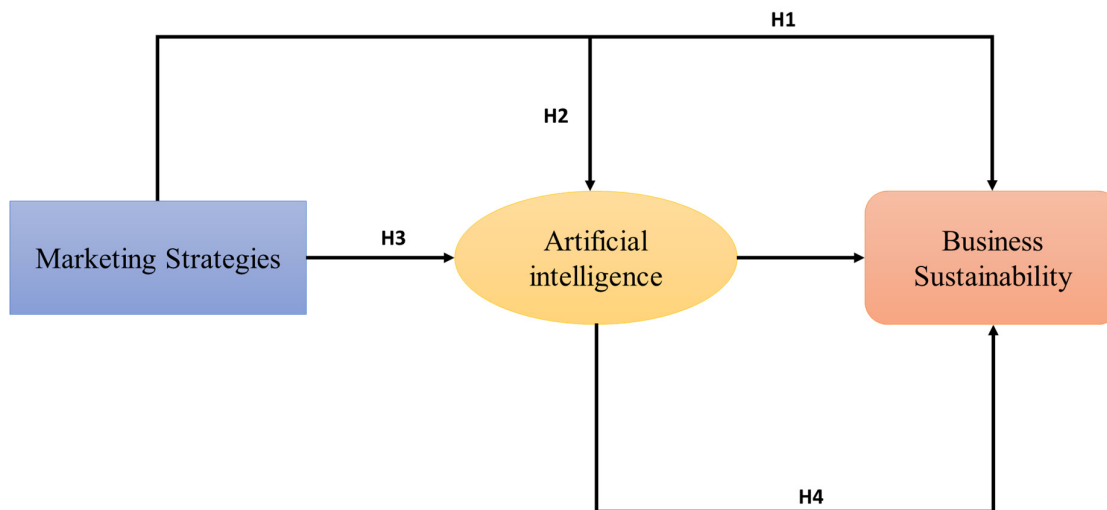 H1
H2
Marketing Strategies
H3
Artificial
intelligence
Business
Sustainability
H4